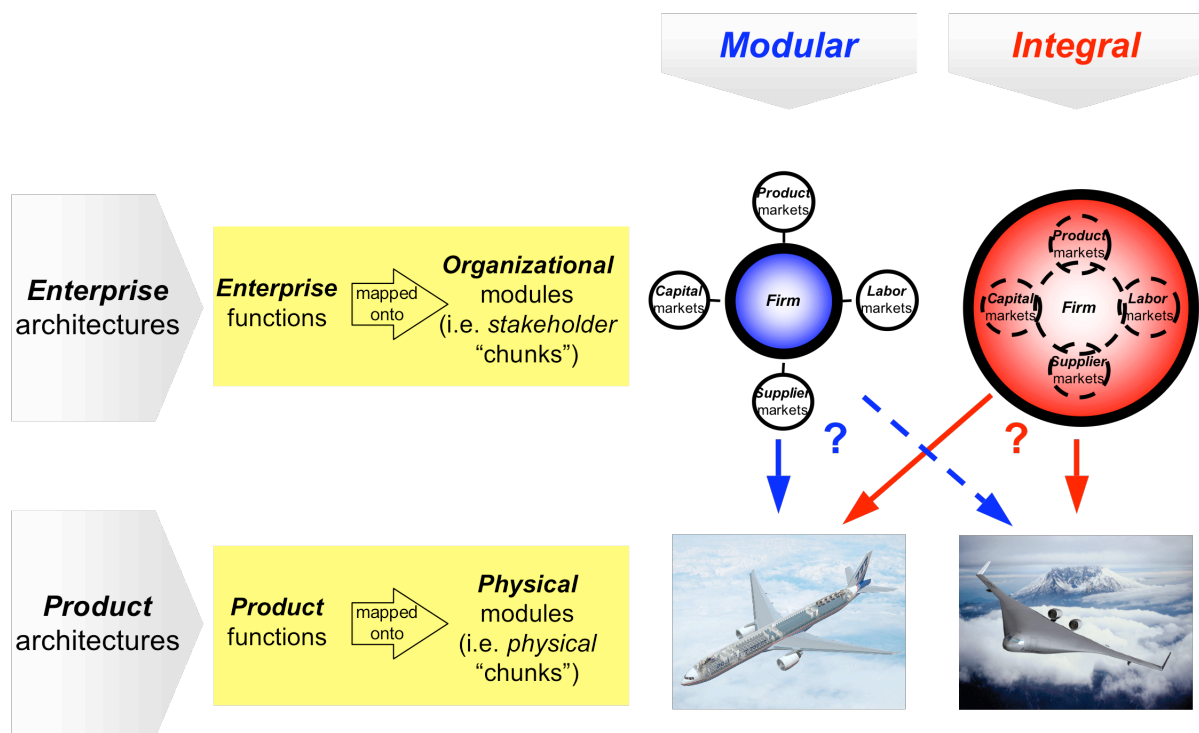 Modular
Integral
Enterprise
architectures
Enterprise
functions
mapped
onto
Organizational
modules
(i.e. stakeholder
“chunks”)
Product
markets
Capital
markets
Firm
Labor
markets
Supplier
markets
Product
markets
Capital
markets
Firm
Labor
markets
Supplier
markets
?
?
Product
architectures
Product
functions
mapped
onto
Physical
modules
(i.e. physical
“chunks”)